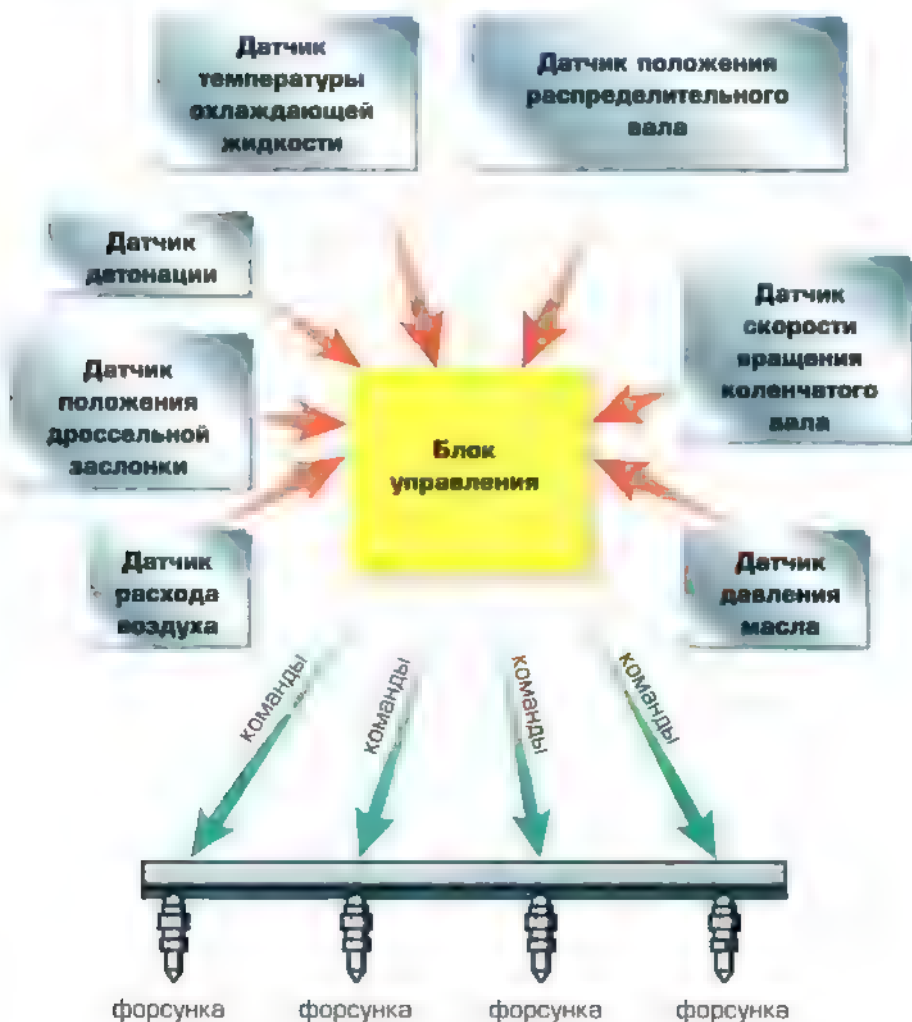 Датчик
температуры
охлаждающей
жидкости
Датчик положения
распределительного
вала
Датчик
детонации
Датчик
скорости
вращения
коленчатого
вала
Датчик
положения
дроссельной
заслонки
Блок
управления
Датчик
расхода
воздуха
Датчик
давления
масла
команды
команды
команды
команды
форсунка
форсунка
форсунка
форсунка